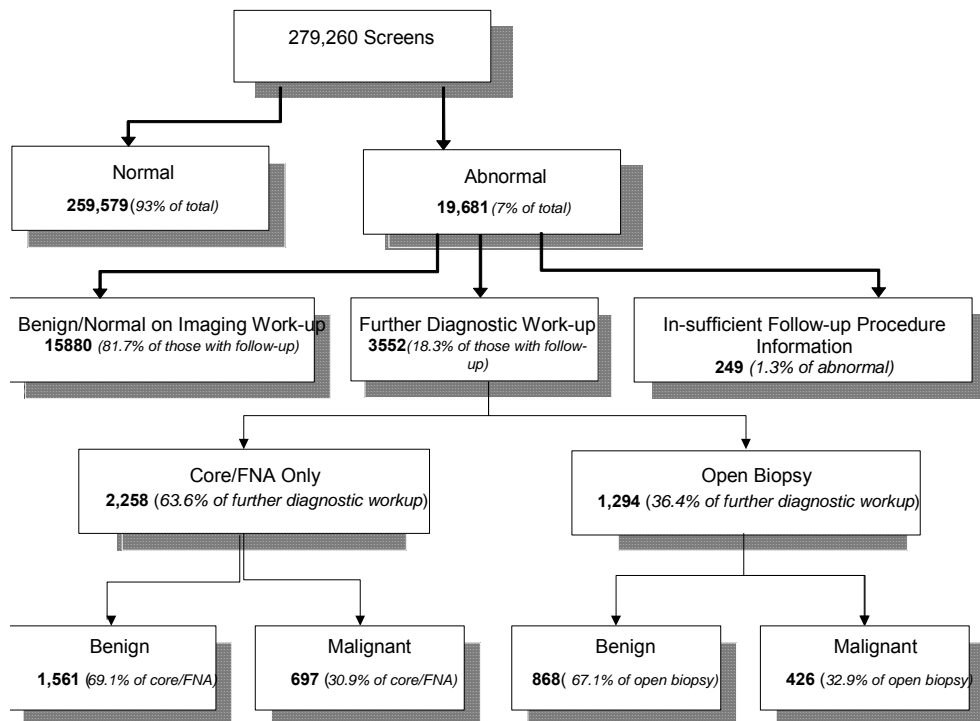 279,260 Screens
Normal
259,579(93% of total)
Abnormal
19,681 (7% of total)
Benign/Normal on Imaging Work-up
15880 (81.7% of those with follow-up)
Further Diagnostic Work-up
3552(18.3% of those with follow-
up)
In-sufficient Follow-up Procedure
Information
249 (1.3% of abnormal)
Core/FNA Only
2,258 (63.6% of further diagnostic workup)
Open Biopsy
1,294 (36.4% of further diagnostic workup)
Benign
1,561 (69.1% of core/FNA)
Malignant
697 (30.9% of core/FNA)
Benign
868( 67.1% of open biopsy)
Malignant
426 (32.9% of open biopsy)